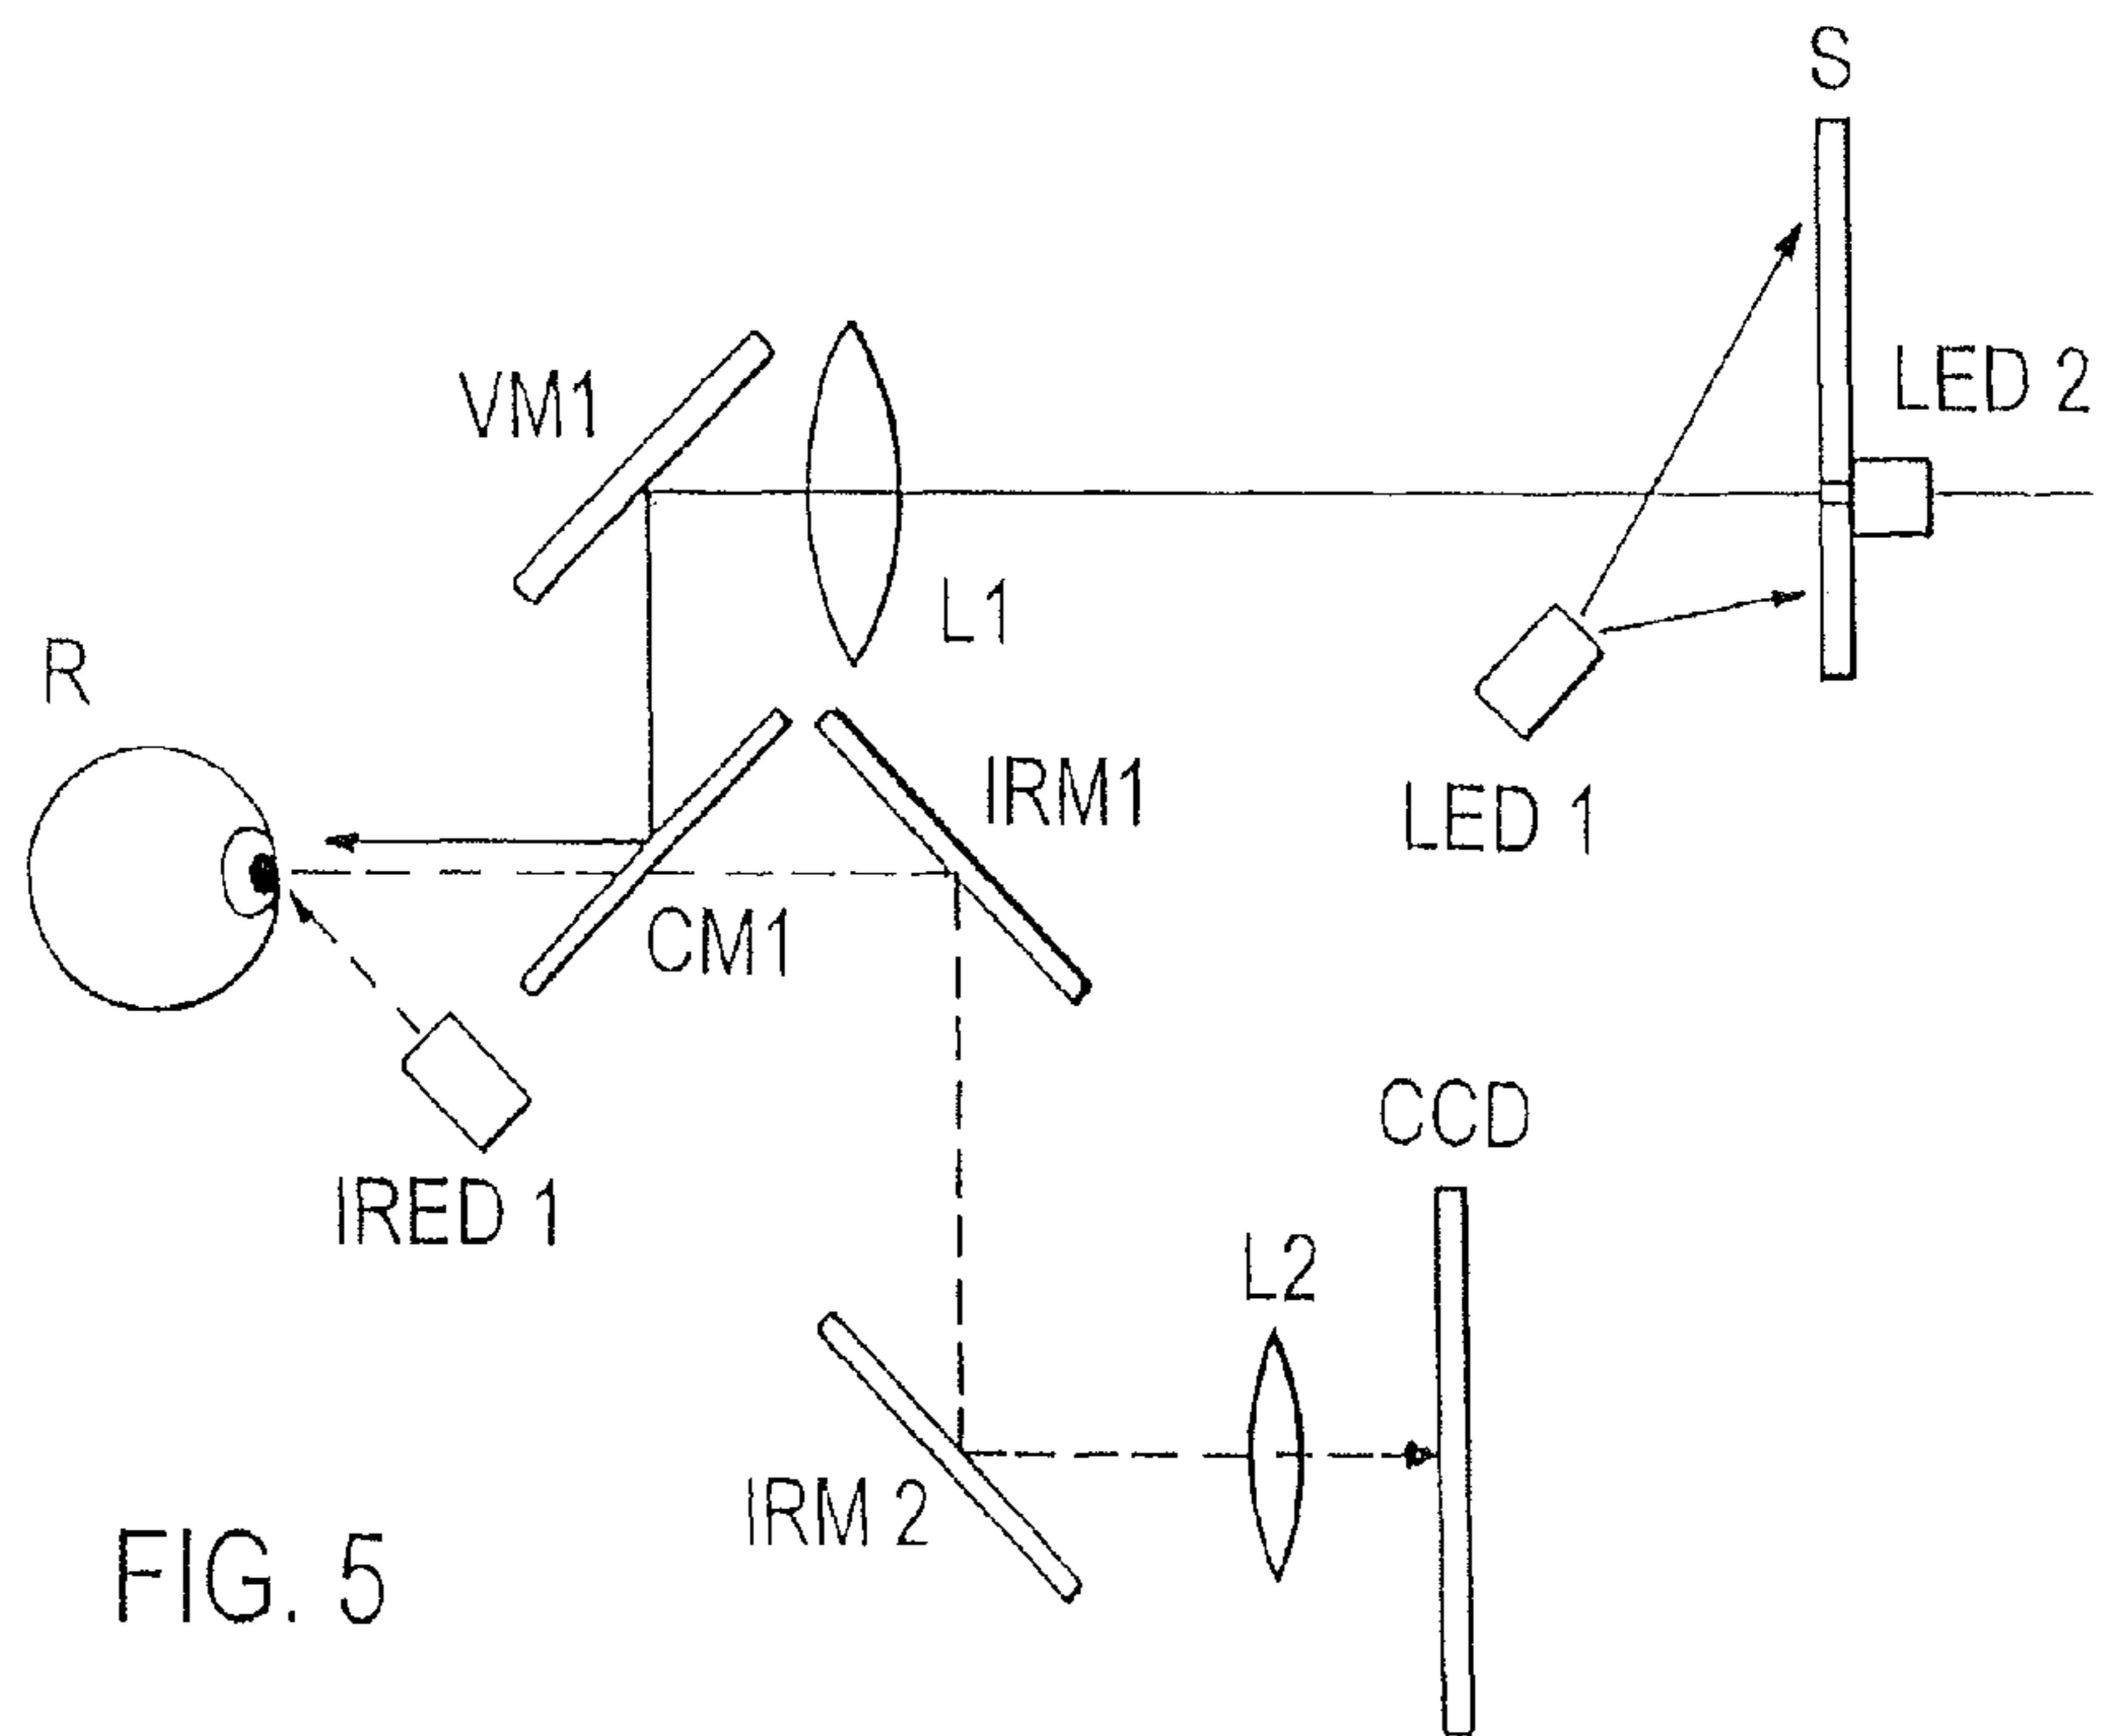 S
LED 2
VM1
L1
R
IRM1
LED 1
CM1
CCD
IRED 1
L2
IRM 2
FIG. 5